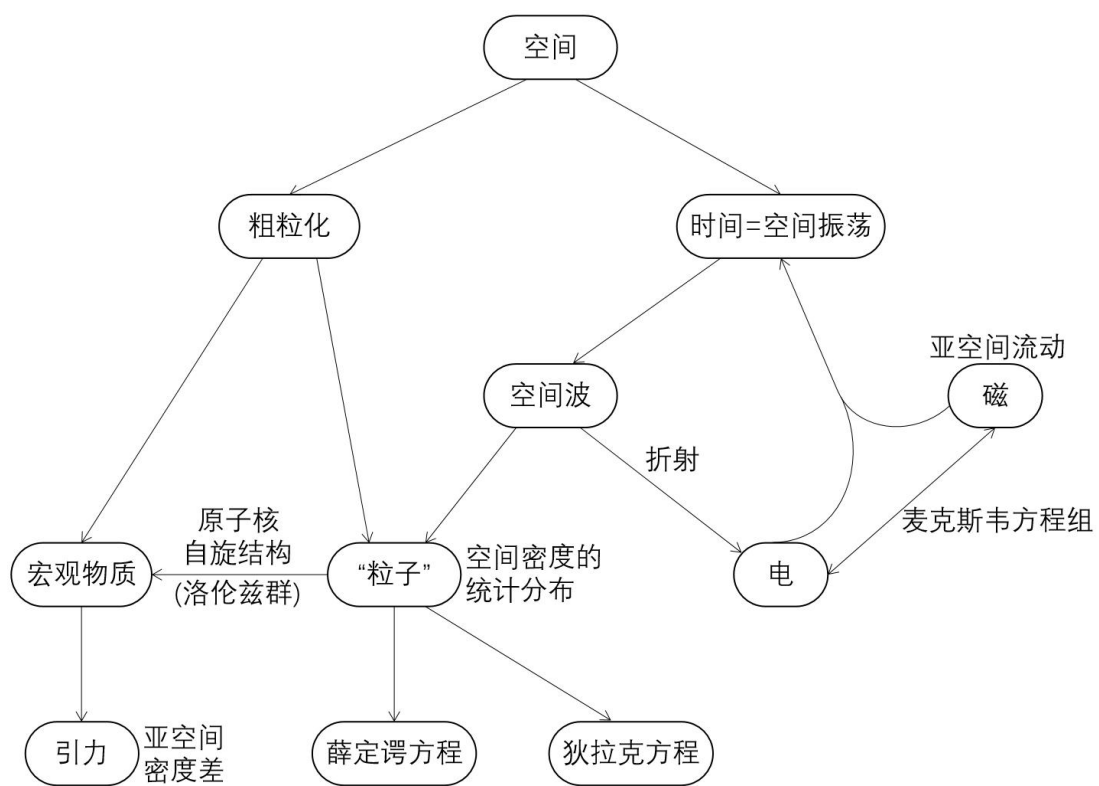 空间
粗粒化
时间=空间振荡
亚空间流动
空间波
磁
折射
原子核
自旋结构
(洛伦兹群)
麦克斯韦方程组
宏观物质
“粒子”
空间密度的
统计分布
电
引力
亚空间
密度差
薛定谔方程
狄拉克方程